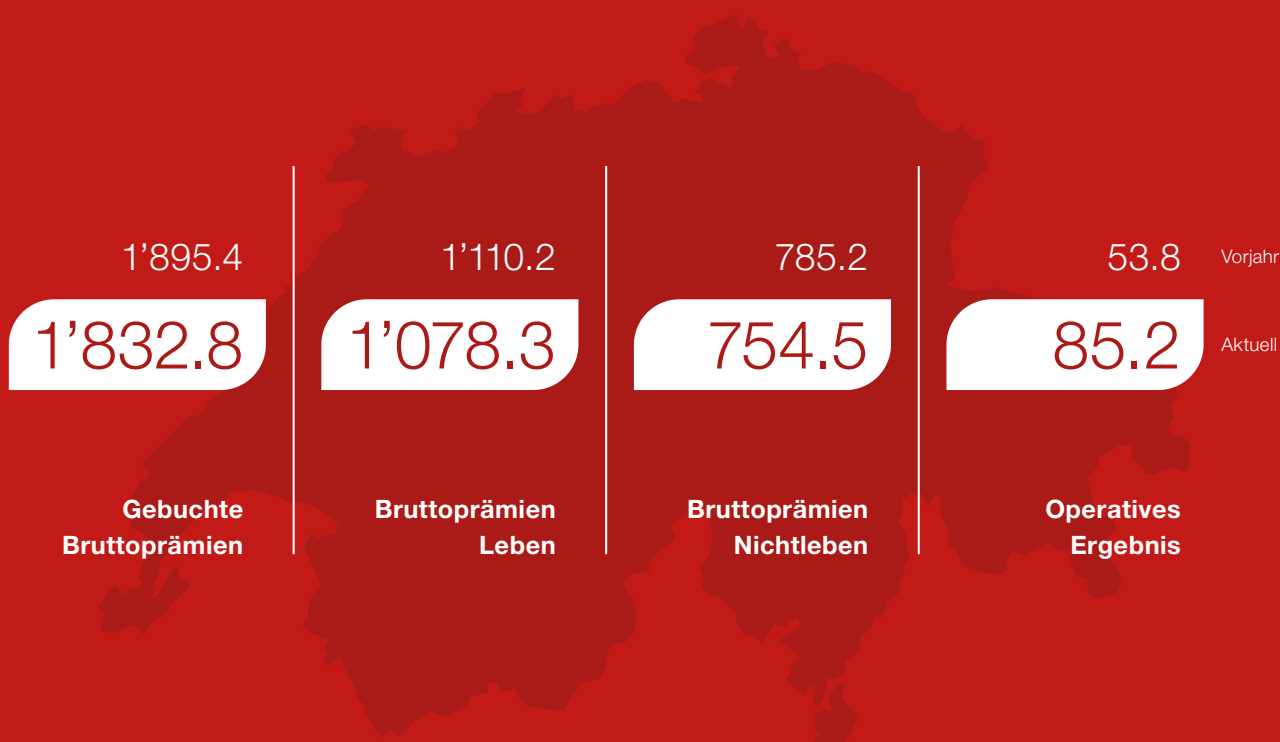 1’895.4
1’110.2
785.2
53.8
Vorjahr
1’832.8
1’078.3
754.5
85.2
Aktuell
Gebuchte
Bruttoprämien
Bruttoprämien
Leben
Bruttoprämien
Nichtleben
Operatives
Ergebnis